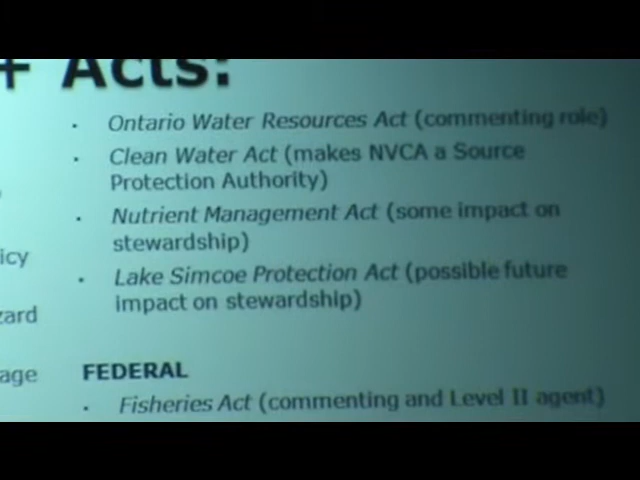 + Acts:
Ontario Water Resources Act (commenting role)
Clean Water Act (makes NVCA a Source
Protection Authority)
Nutrient Management Act (some impact on
stewardship)
icy
Lake Simcoe Protection Act (possible future
impact on stewardship)
zard
age
FEDERAL
Fisheries Act (commenting and Level II agent)